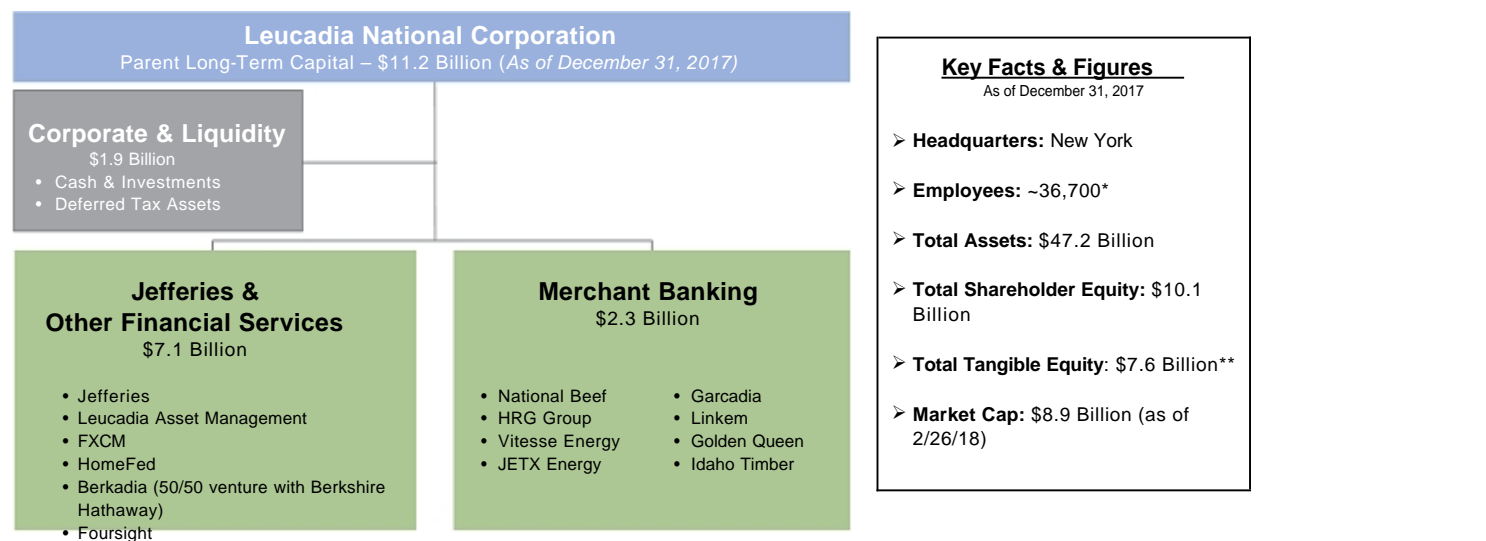 Leucadia National Corporation
Parent Long-Term Capital – $11.2 Billion (As of December 31, 2017)
Corporate & Liquidity
$1.9 Billion
• Cash & Investments
• Deferred Tax Assets
Jefferies &
Other Financial Services
$7.1 Billion
• Jefferies
• Leucadia Asset Management
• FXCM
• HomeFed
• Berkadia (50/50 venture with Berkshire
Hathaway)
• Foursight
Merchant Banking
$2.3 Billion
• National Beef
• HRG Group
• Vitesse Energy
• JETX Energy
• Garcadia
• Linkem
• Golden Queen
• Idaho Timber
Key Facts & Figures
As of December 31, 2017
➢ Headquarters: New York
➢ Employees: ~36,700*
➢ Total Assets: $47.2 Billion
➢ Total Shareholder Equity: $10.1
Billion
➢ Total Tangible Equity: $7.6 Billion**
➢ Market Cap: $8.9 Billion (as of
2/26/18)